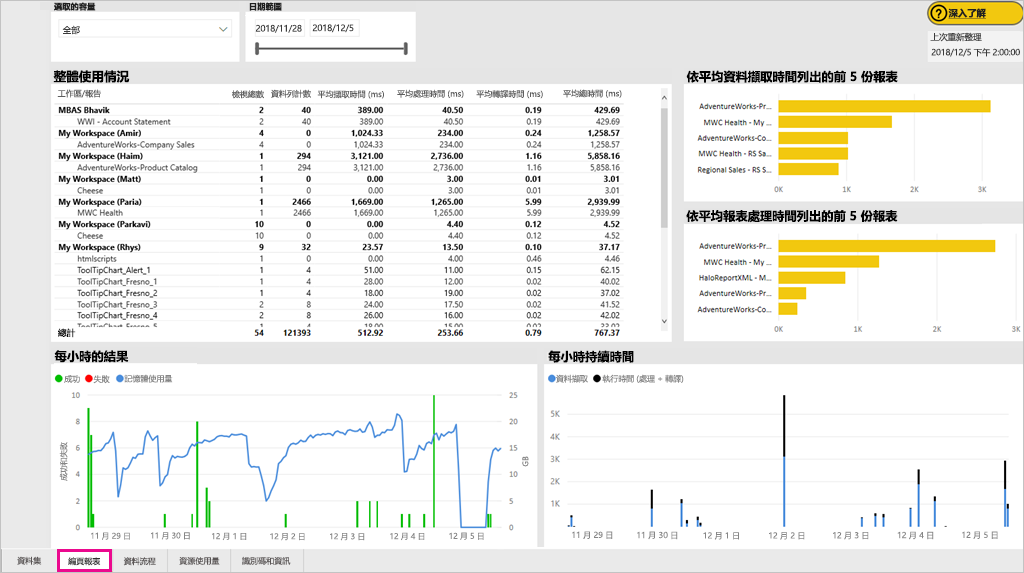 選取的容量
全部
日期範圍
2018/11/28 2018/12/5
深入了解
上次重新整理
2018/12/5 下午 2:00:00
整體使用情況
工作區/報告 檢視總數 資料列計數 平均擷取時間 (ms) 平均處理時間 (ms) 平均轉譯時間 (ms) 平均總時間 (ms)
MBAS Bhavik 2 40 389.00 40.50 0.19 429.69
WWI - Account Statement 2 40 389.00 40.50 0.19 429.69
My Workspace (Amir) 4 0 1,024.33 234.00 0.24 1,258.57
AdventureWorks-Company Sales 4 0 1,024.33 234.00 0.24 1,258.57
My Workspace (Haim) 1 294 3,121.00 2,736.00 1.16 5,858.16
AdventureWorks-Product Catalog 1 294 3,121.00 2,736.00 1.16 5,858.16
My Workspace (Matt) 1 0 0.00 3.00 0.01 3.01
Cheese 1 0 0.00 3.00 0.01 3.01
My Workspace (Paria) 1 2466 1,669.00 1,265.00 5.99 2,939.99
MWC Health 1 2466 1,669.00 1,265.00 5.99 2,939.99
My Workspace (Parkavi) 10 0 0.00 4.40 0.12 4.52
Cheese 10 0 0.00 4.40 0.12 4.52
My Workspace (Rhys) 9 32 23.57 13.50 0.10 37.17
htmlscripts 1 0 0.00 4.00 0.46 4.46
ToolTipChart_Alert_1 1 4 51.00 11.00 0.15 62.15
ToolTipChart_Fresno_1 1 4 28.00 12.00 0.02 40.02
ToolTipChart_Fresno_2 1 4 18.00 19.00 0.02 37.02
ToolTipChart_Fresno_3 2 8 24.00 17.50 0.02 41.52
ToolTipChart_Fresno_4 2 8 26.00 16.00 0.02 42.02
ToolTipChart_Fresno_5 1 4 18.00 15.00 0.02 33.02
總計 54 121393 512.92 253.66 0.79 767.37
依平均資料擷取時間列出的前 5 份報表
AdventureWorks-Pr...
MWC Health - My ...
AdventureWorks-Co...
MWC Health - RS Sa...
Regional Sales - RS S...
0K 1K 2K 3K
依平均報表處理時間列出的前 5 份報表
AdventureWorks-Pr...
MWC Health - My ...
HaloReportXML - M...
AdventureWorks-Pr...
AdventureWorks-Co...
0K 1K 2K 3K
每小時的結果
成功 失敗 記憶體使用量
成功和失敗
10
8
6
4
2
0
25
20
15
10
5
0
GB
11 月 29 日 11 月 30 日 12 月 1 日 12 月 2 日 12 月 3 日 12 月 4 日 12 月 5 日
每小時持續時間
資料擷取 執行時間 (處理 + 轉譯)
5K
4K
3K
2K
1K
11 月 29 日 11 月 30 日 12 月 1 日 12 月 2 日 12 月 3 日 12 月 4 日 12 月 5 日
資料集 編頁報表 資料流程 資源使用量 識別碼和資訊